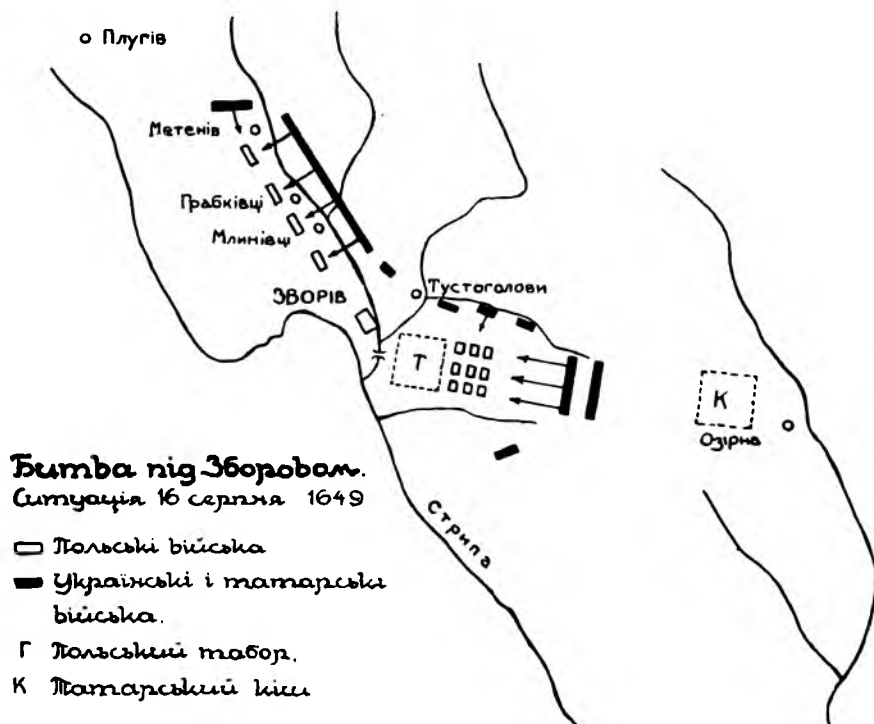 Плугів
Метенів
Грабківці
Млинівці
ЗВОРІВ
Тустоголови
Т
К
Озірна
Стрипа
Битва під Зборовом.
Ситуація 16 серпня 1649
Польські війська
Українські і татарські
війська.
Г Польський табор.
К Татарський кіш